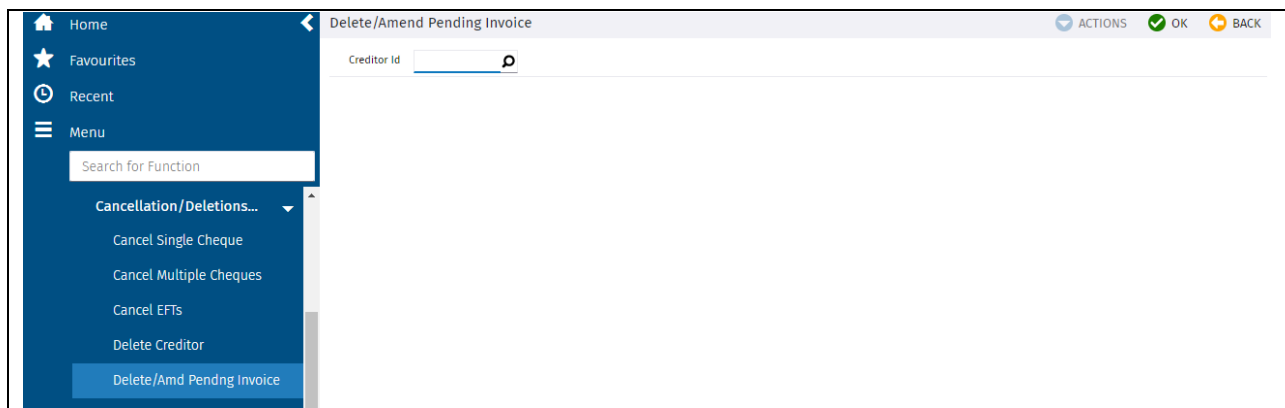 Home
Delete/Amend Pending Invoice
ACTIONS
OK
BACK
Favourites
Creditor Id
Recent
Menu
Search for Function
Cancellation/Deletions...
Cancel Single Cheque
Cancel Multiple Cheques
Cancel EFTs
Delete Creditor
Delete/Amd Pendng Invoice